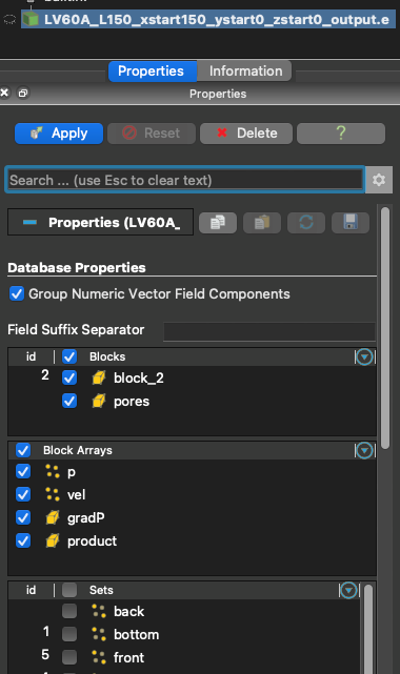 LV60A_L150_xstart150_ystart0_zstart0_output.e
Properties Information
Properties
Apply Reset Delete ?
Search ... (use Esc to clear text)
Properties (LV60A_
Database Properties
Group Numeric Vector Field Components
Field Suffix Separator
id Blocks
2 block_2
pores
Block Arrays
p
vel
gradP
product
id Sets
back
1 bottom
5 front